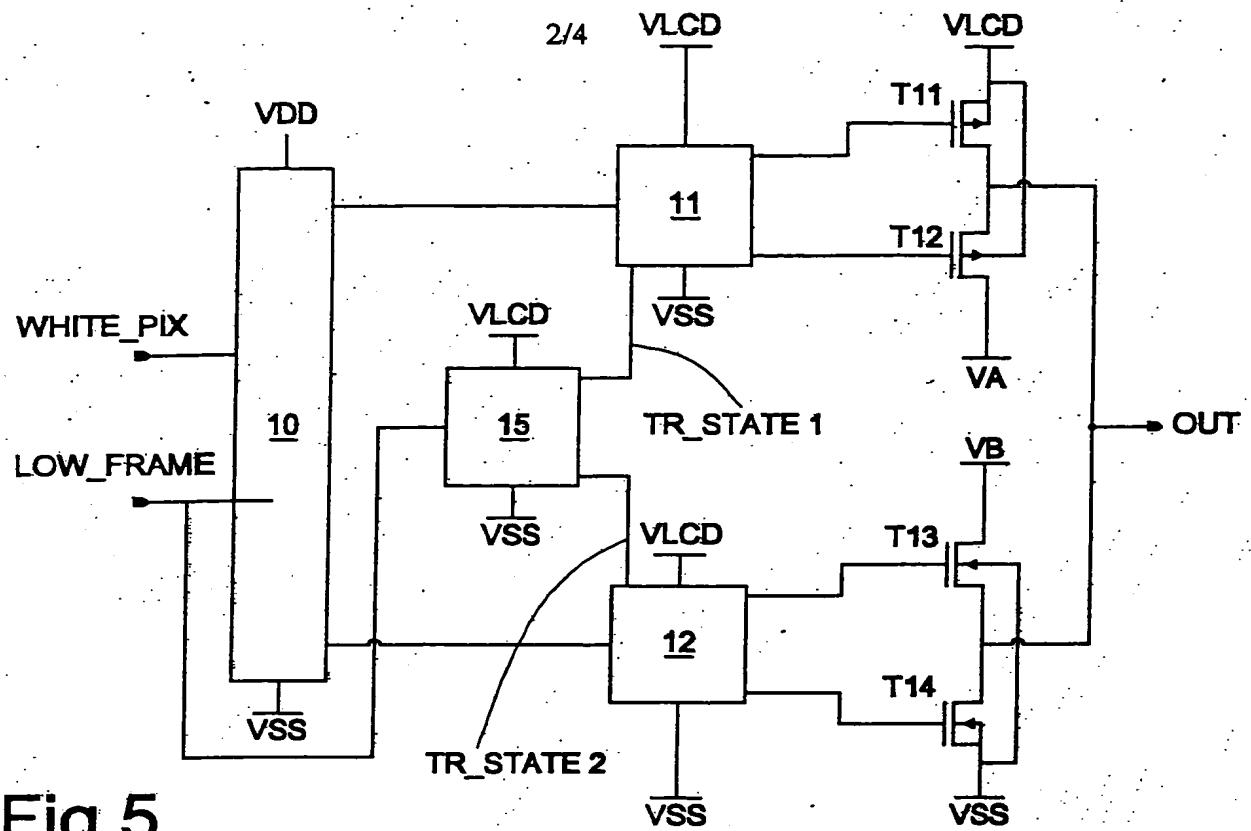 2/4
VLCD
VLCD
VDD
T11
11
T12
VSS
WHITE_PIX
VLCD
VA
10
15
TR_STATE 1
OUT
LOW_FRAME
VB
VSS
VLCD
T13
12
T14
VSS
TR_STATE 2
VSS
VSS
Fig.5